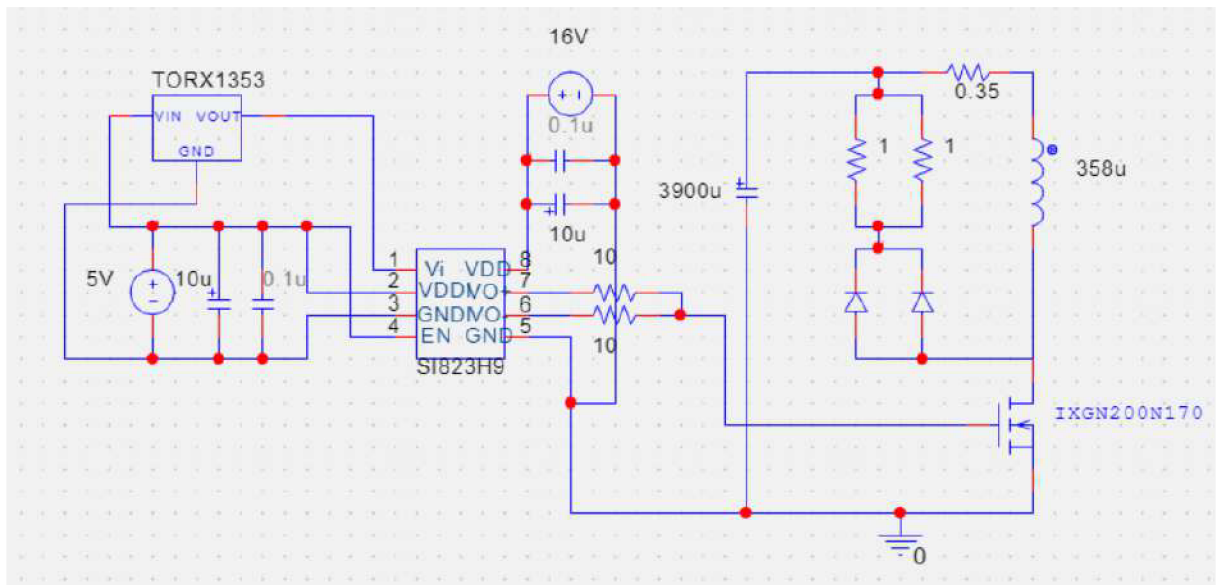 16V
TORX1353
VIN VOUT
GND
0.1u
0.35
1
1
358u
3900u
10u
10
5V
10u
0.1u
1 Vi VDD 8
2 VDDI VO+ 7
3 GNDI VO- 6
4 EN GND 5
SI823H9
10
IXGN200N170
0